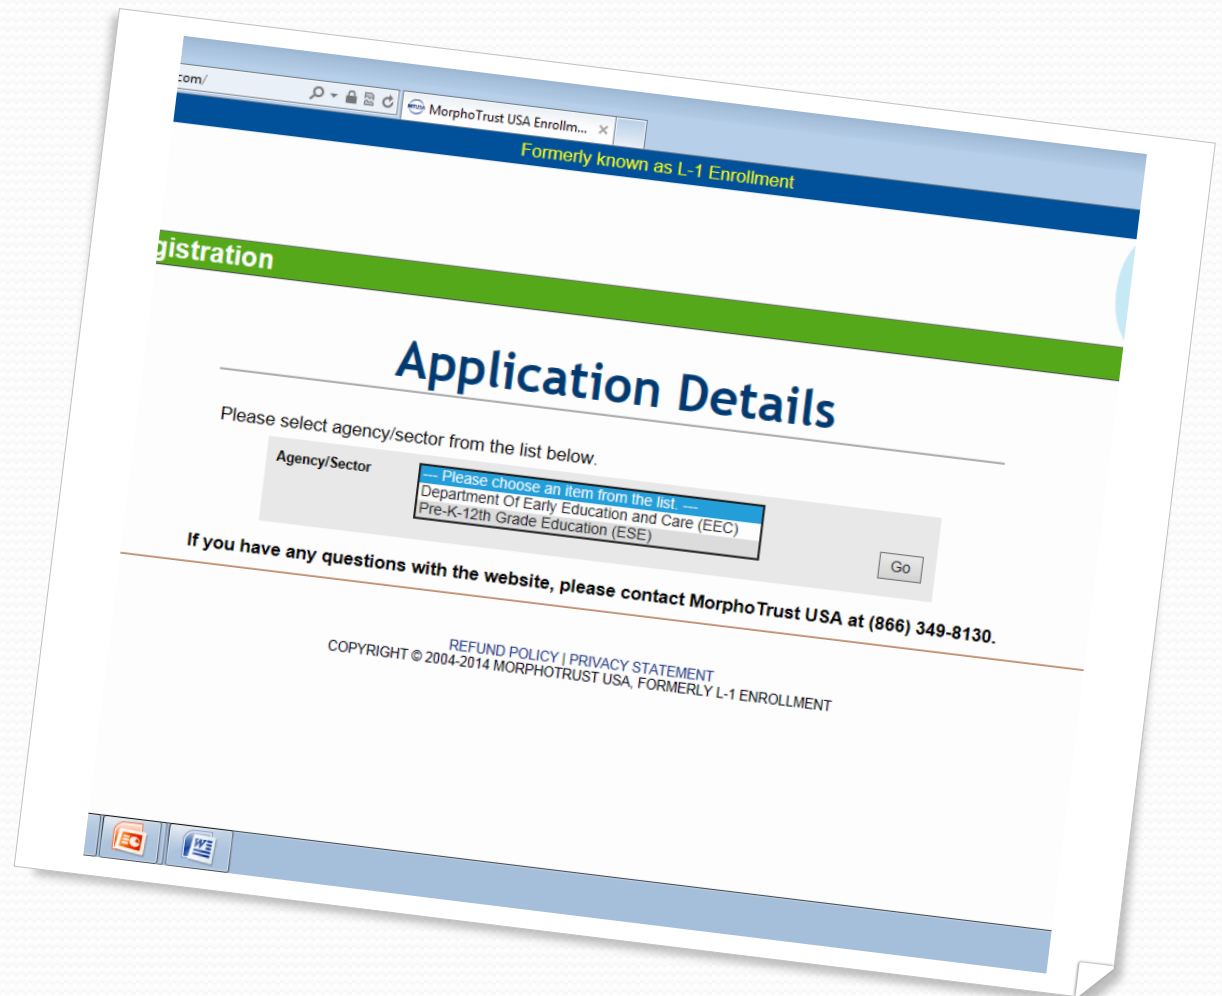 .com/
MorphoTrust USA Enrollm...
Formerly known as L-1 Enrollment
gistration
Application Details
Please select agency/sector from the list below.
Agency/Sector
--- Please choose an item from the list. ---
Department Of Early Education and Care (EEC)
Pre-K-12th Grade Education (ESE)
Go
If you have any questions with the website, please contact MorphoTrust USA at (866) 349-8130.
REFUND POLICY | PRIVACY STATEMENT
COPYRIGHT © 2004-2014 MORPHOTRUST USA, FORMERLY L-1 ENROLLMENT